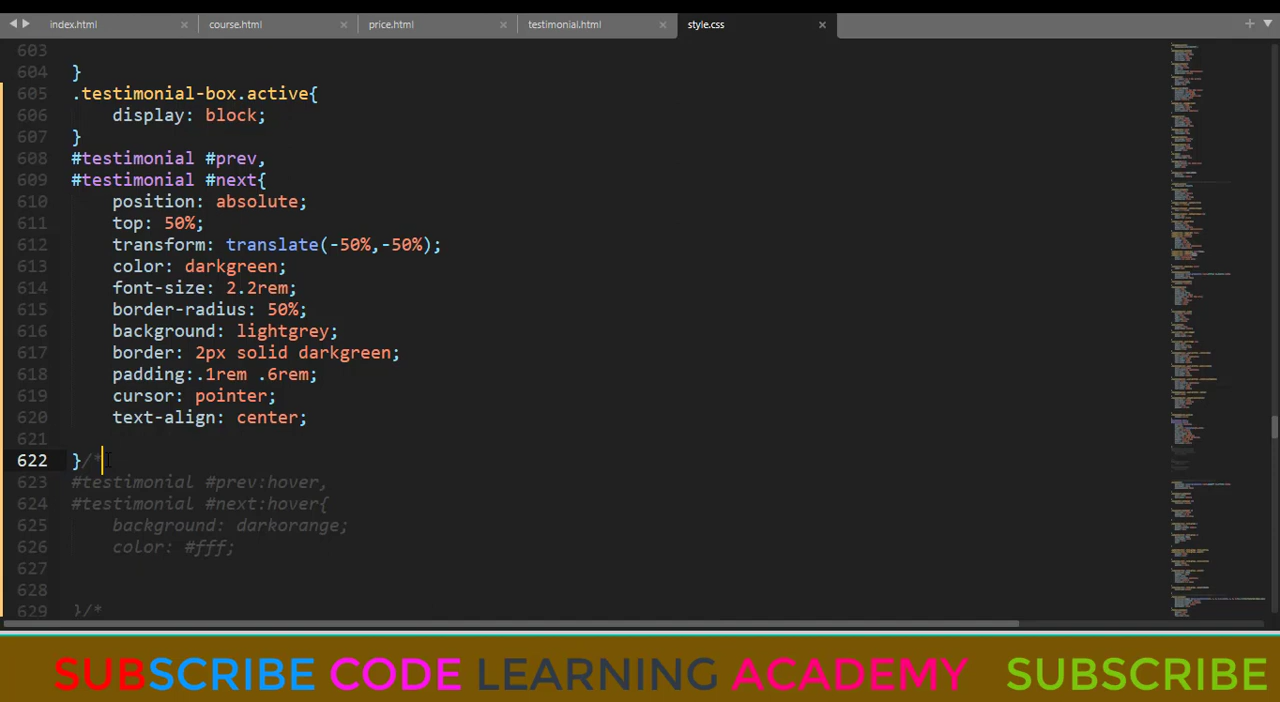 index.html × course.html × price.html × testimonial.html × style.css ×
603
604 }
605 .testimonial-box.active{
606 display: block;
607 }
608 #testimonial #prev,
609 #testimonial #next{
610 position: absolute;
611 top: 50%;
612 transform: translate(-50%,-50%);
613 color: darkgreen;
614 font-size: 2.2rem;
615 border-radius: 50%;
616 background: lightgrey;
617 border: 2px solid darkgreen;
618 padding:.1rem .6rem;
619 cursor: pointer;
620 text-align: center;
621
622 }/*
623 #testimonial #prev:hover,
624 #testimonial #next:hover{
625 background: darkorange;
626 color: #fff;
627
628
629 }/*
SUBSCRIBE CODE LEARNING ACADEMY SUBSCRIBE